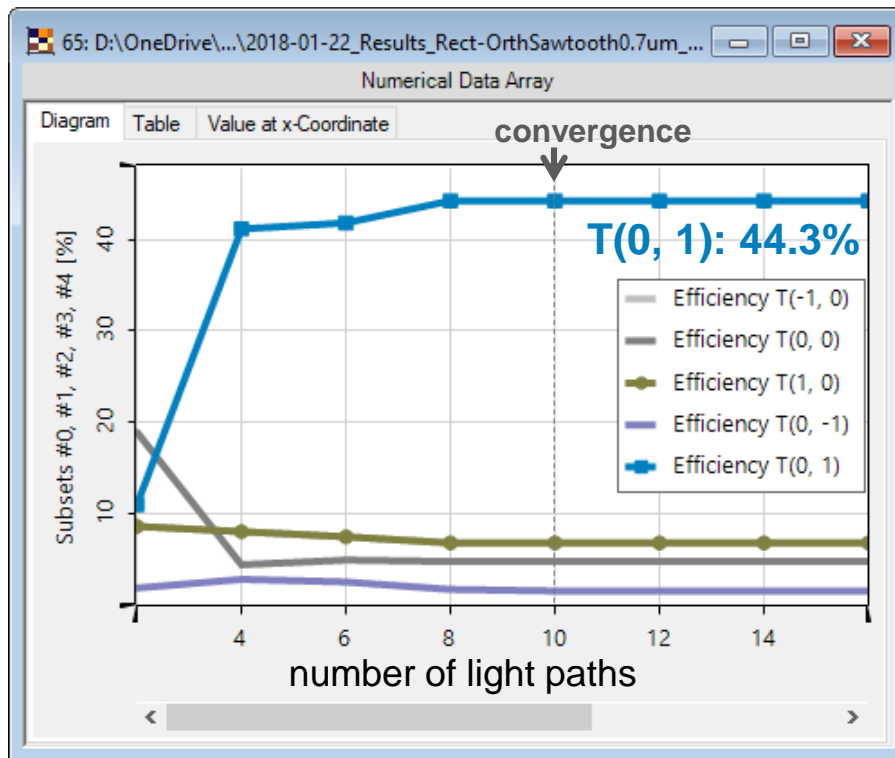 65: D:\OneDrive\...\2018-01-22_Results_Rect-OrthSawtooth0.7um_...
Numerical Data Array
Diagram Table Value at x-Coordinate
convergence
Subsets #0, #1, #2, #3, #4 [%]
40
30
20
10
T(0, 1): 44.3%
Efficiency T(-1, 0)
Efficiency T(0, 0)
Efficiency T(1, 0)
Efficiency T(0, -1)
Efficiency T(0, 1)
4 6 8 10 12 14
number of light paths